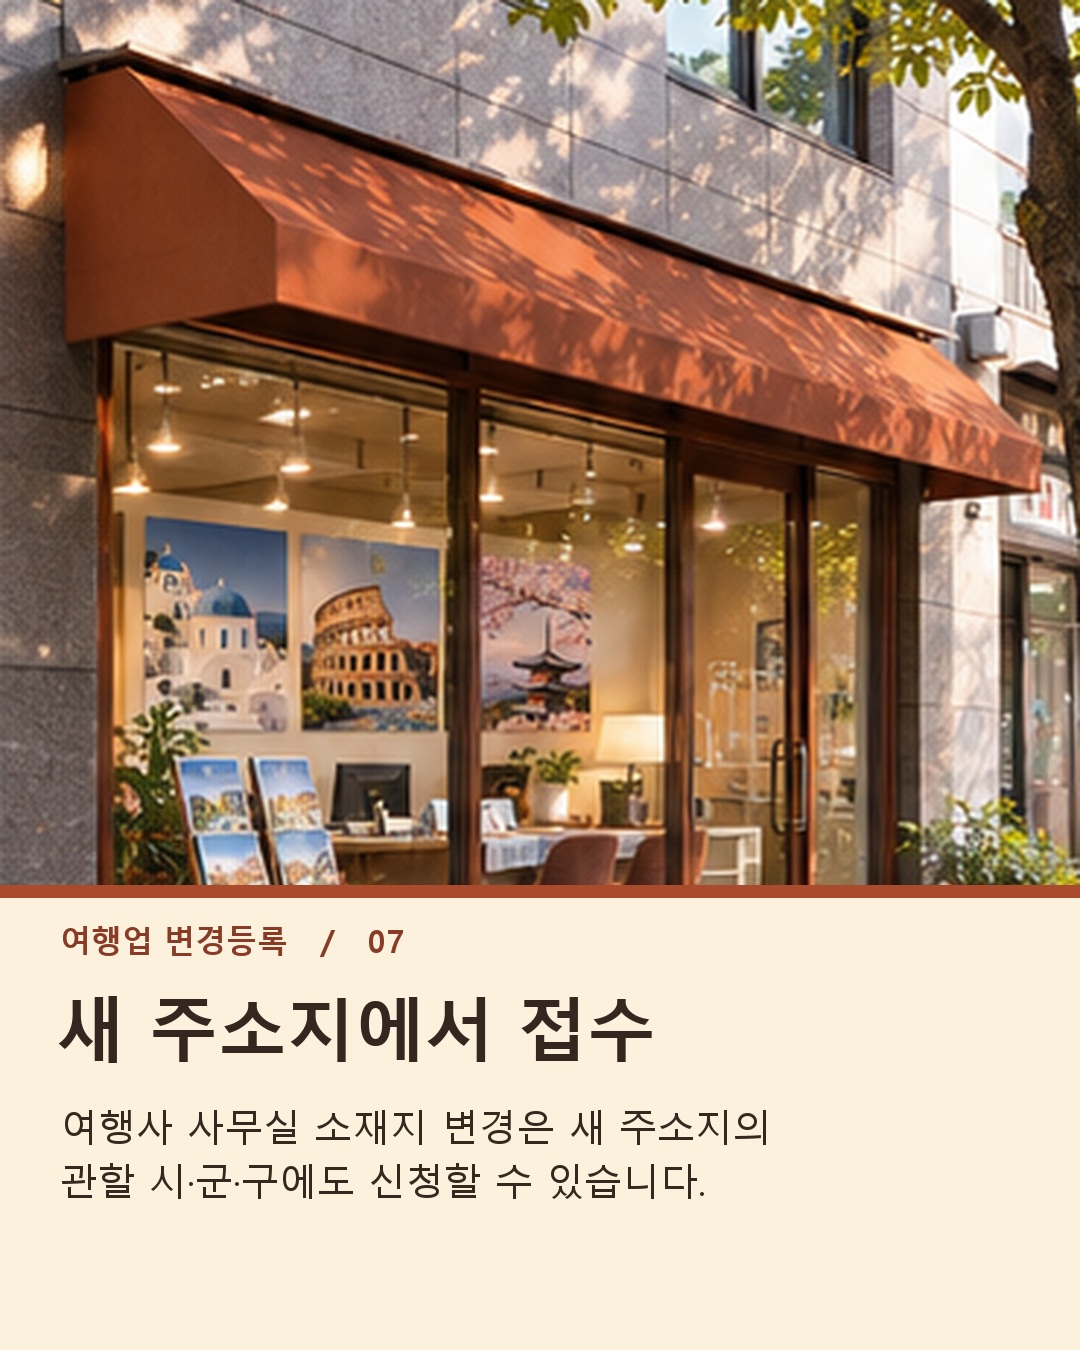 여행업 변경등록 / 07
새 주소지에서 접수
여행사 사무실 소재지 변경은 새 주소지의
관할 시·군·구에도 신청할 수 있습니다.